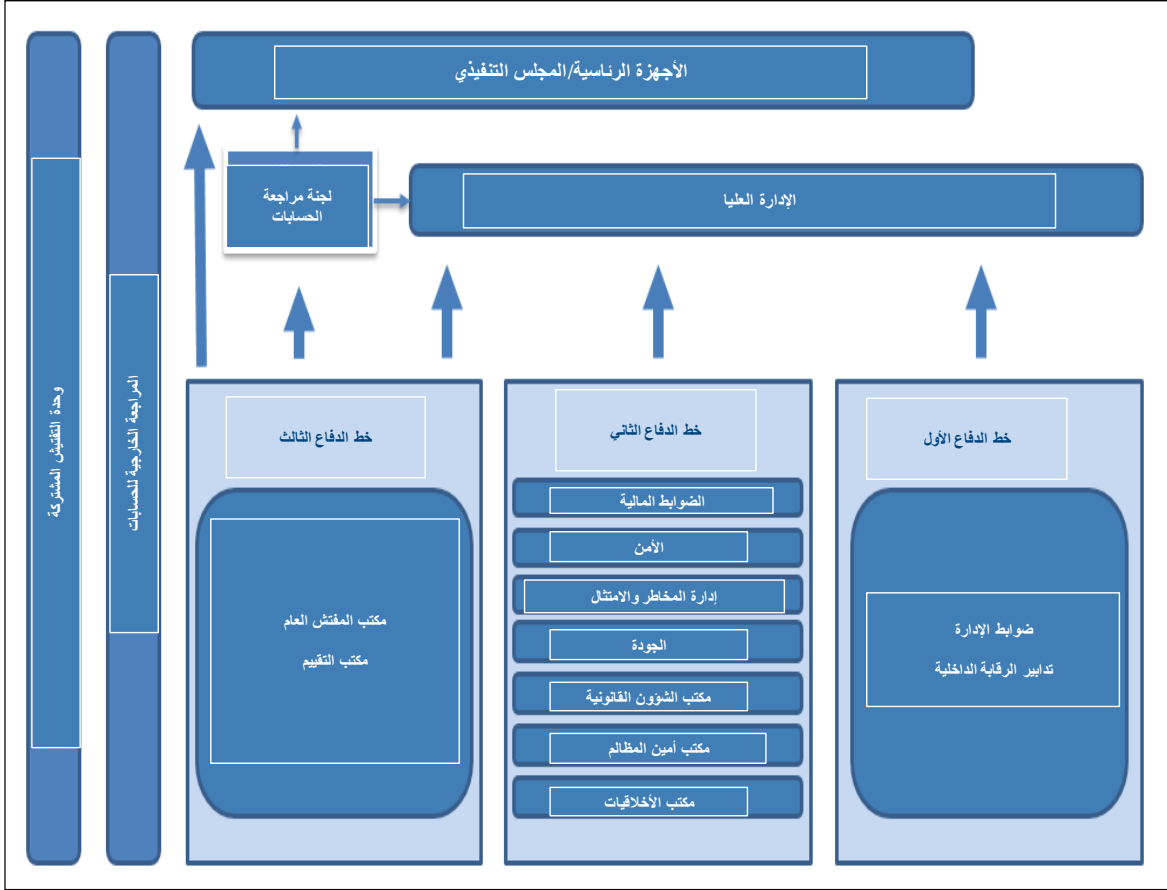 الأجهزة الرئاسية/المجلس التنفيذي
الإدارة العليا
لجنة مراجعة
الحسابات
خط الدفاع الأول
ضوابط الإدارة
تدابير الرقابة الداخلية
خط الدفاع الثاني
الضوابط المالية
الأمن
إدارة المخاطر والامتثال
الجودة
مكتب الشؤون القانونية
مكتب أمين المظالم
مكتب الأخلاقيات
خط الدفاع الثالث
مكتب المفتش العام
مكتب التقييم
المراجعة الخارجية للحسابات
وحدة التفتيش المشتركة